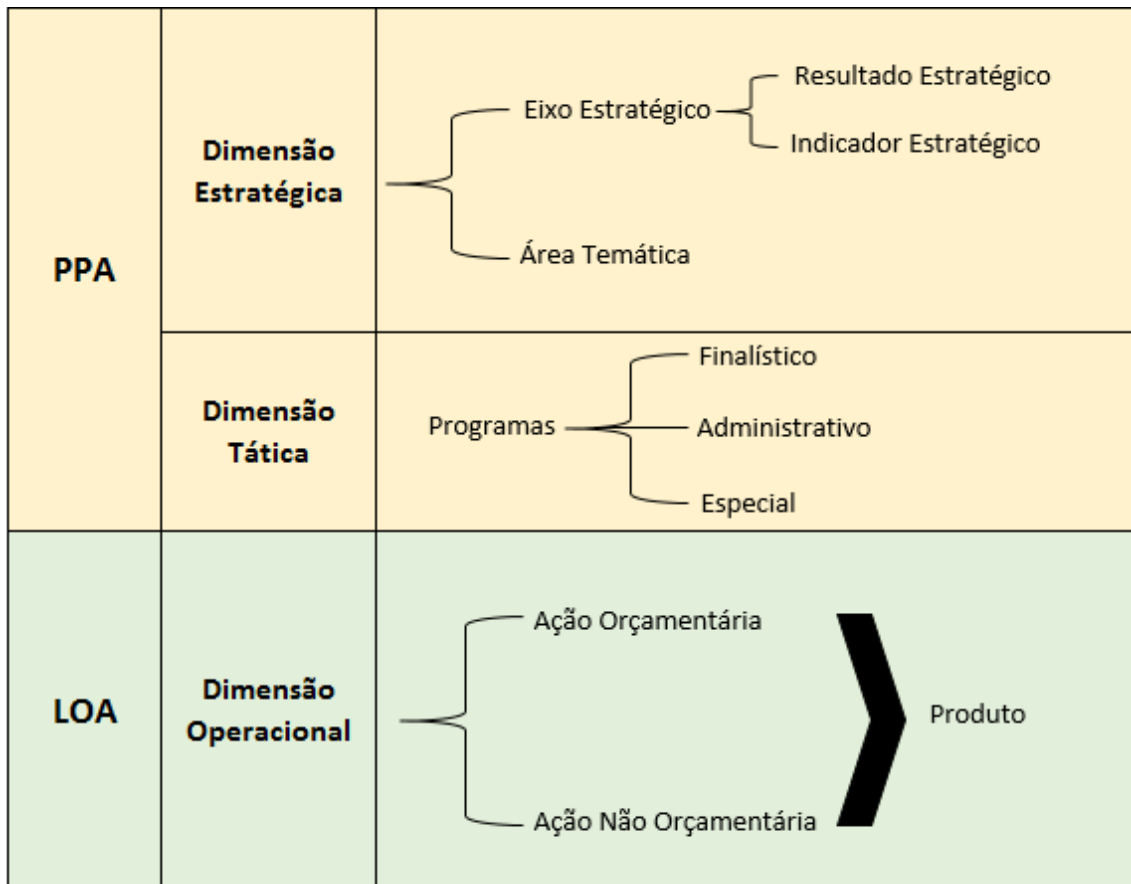 PPA
Dimensão
Estratégica
Eixo Estratégico
Resultado Estratégico
Indicador Estratégico
Área Temática
Dimensão
Tática
Programas
Finalístico
Administrativo
Especial
LOA
Dimensão
Operacional
Ação Orçamentária
Ação Não Orçamentária
Produto